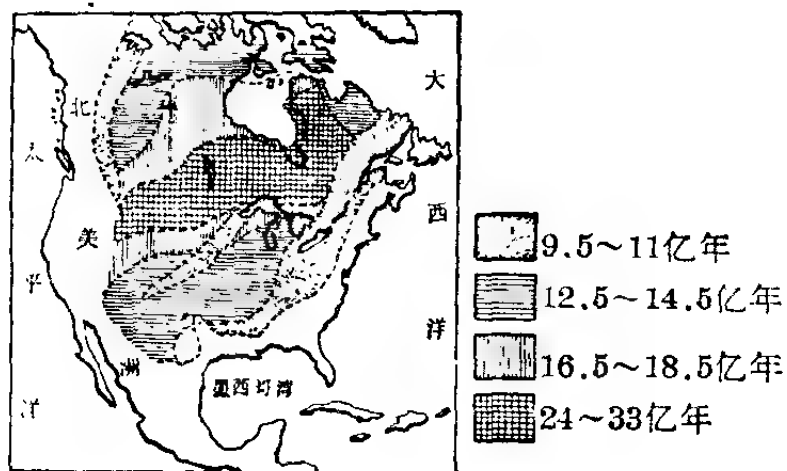 北美洲
太平洋
大西洋
墨西哥湾
9.5~11亿年
12.5~14.5亿年
16.5~18.5亿年
24~33亿年